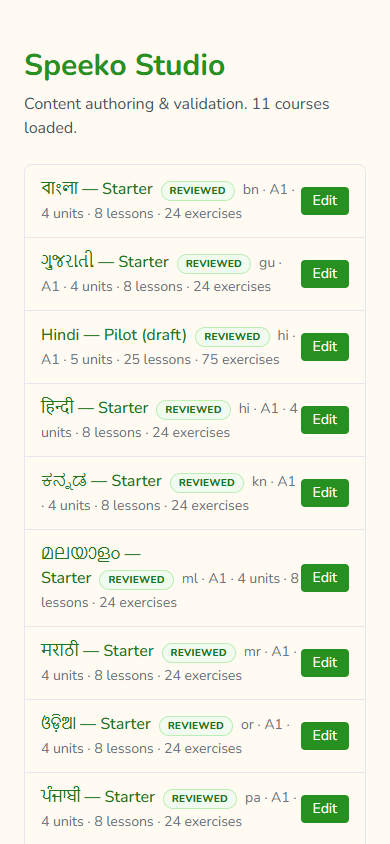 Speeko Studio
Content authoring & validation. 11 courses
loaded.
বাংলা — Starter REVIEWED bn · A1 ·
4 units · 8 lessons · 24 exercises
Edit
ગુજરાતી — Starter REVIEWED gu ·
A1 · 4 units · 8 lessons · 24 exercises
Edit
Hindi — Pilot (draft) REVIEWED hi ·
A1 · 5 units · 25 lessons · 75 exercises
Edit
हिन्दी — Starter REVIEWED hi · A1 · 4
units · 8 lessons · 24 exercises
Edit
ಕನ್ನಡ — Starter REVIEWED kn · A1
· 4 units · 8 lessons · 24 exercises
Edit
മലയാളം —
Starter REVIEWED ml · A1 · 4 units · 8
lessons · 24 exercises
Edit
मराठी — Starter REVIEWED mr · A1 ·
4 units · 8 lessons · 24 exercises
Edit
ଓଡ଼ିଆ — Starter REVIEWED or · A1 ·
4 units · 8 lessons · 24 exercises
Edit
ਪੰਜਾਬੀ — Starter REVIEWED pa · A1 ·
4 units · 8 lessons · 24 exercises
Edit